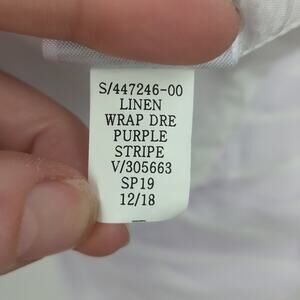 S/447246-00
LINEN
WRAP DRE
PURPLE
STRIPE
V/305663
SP19
12/18